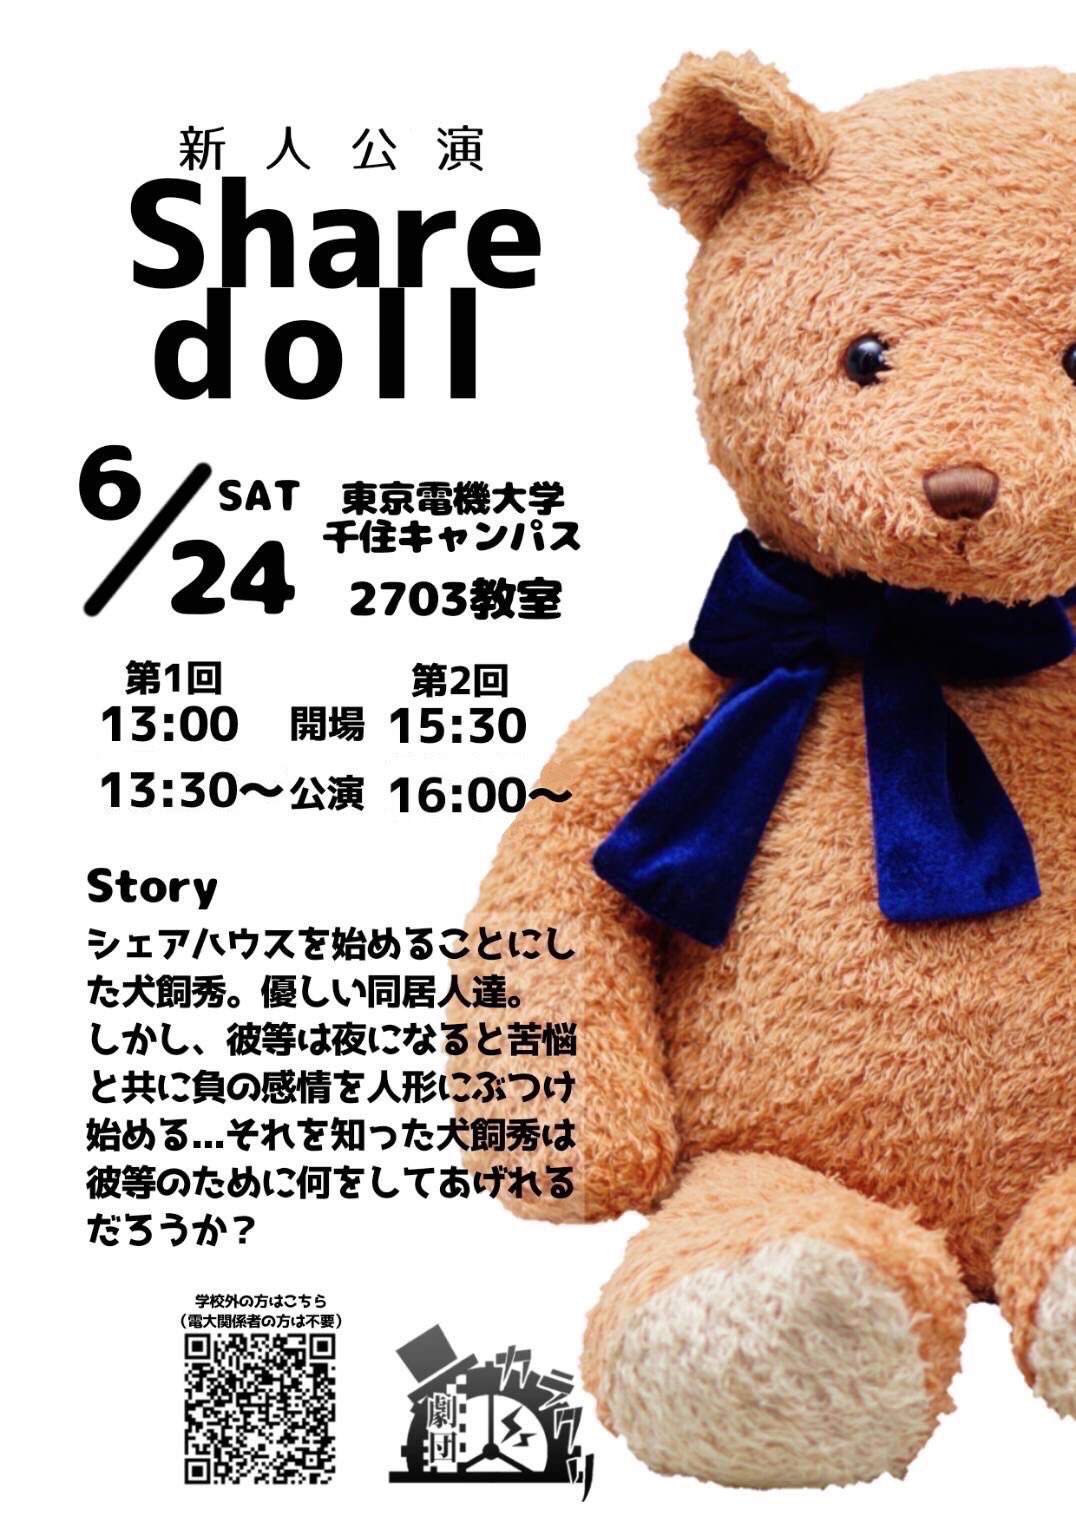 新人公演
Share
doll
6/24
SAT
東京電機大学
千住キャンパス
2703教室
第1回 第2回
13:00 開場 15:30
13:30〜 公演 16:00〜
Story
シェアハウスを始めることにし
た犬飼秀。優しい同居人達。
しかし、彼等は夜になると苦悩
と共に負の感情を人形にぶつけ
始める...それを知った犬飼秀は
彼等のために何をしてあげれる
だろうか？
学校外の方はこちら
（電大関係者の方は不要）
劇団
カラクリ